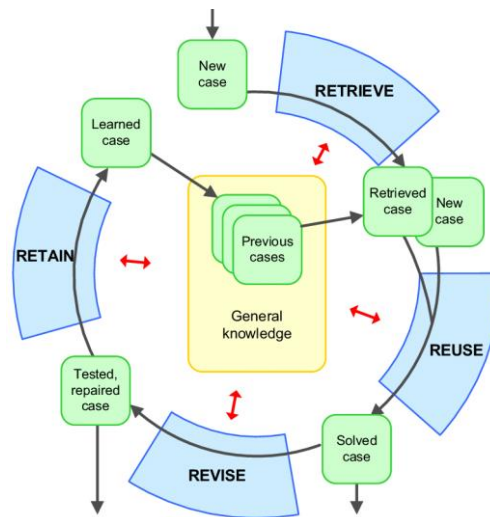 New
case
RETRIEVE
Learned
case
Retrieved
case
New
case
Previous
cases
RETAIN
General
knowledge
REUSE
Tested,
repaired
case
Solved
case
REVISE